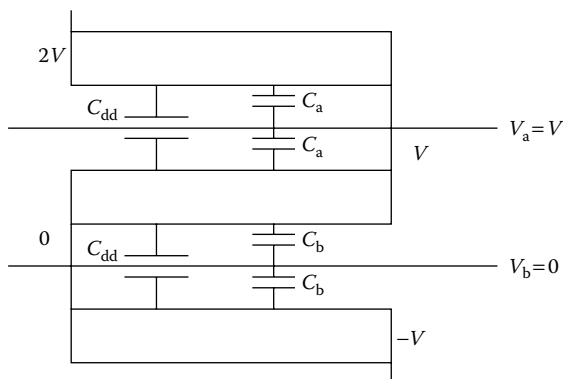 2V
C_dd
C_a
V_a = V
C_a
V
0
C_dd
C_b
V_b = 0
C_b
−V